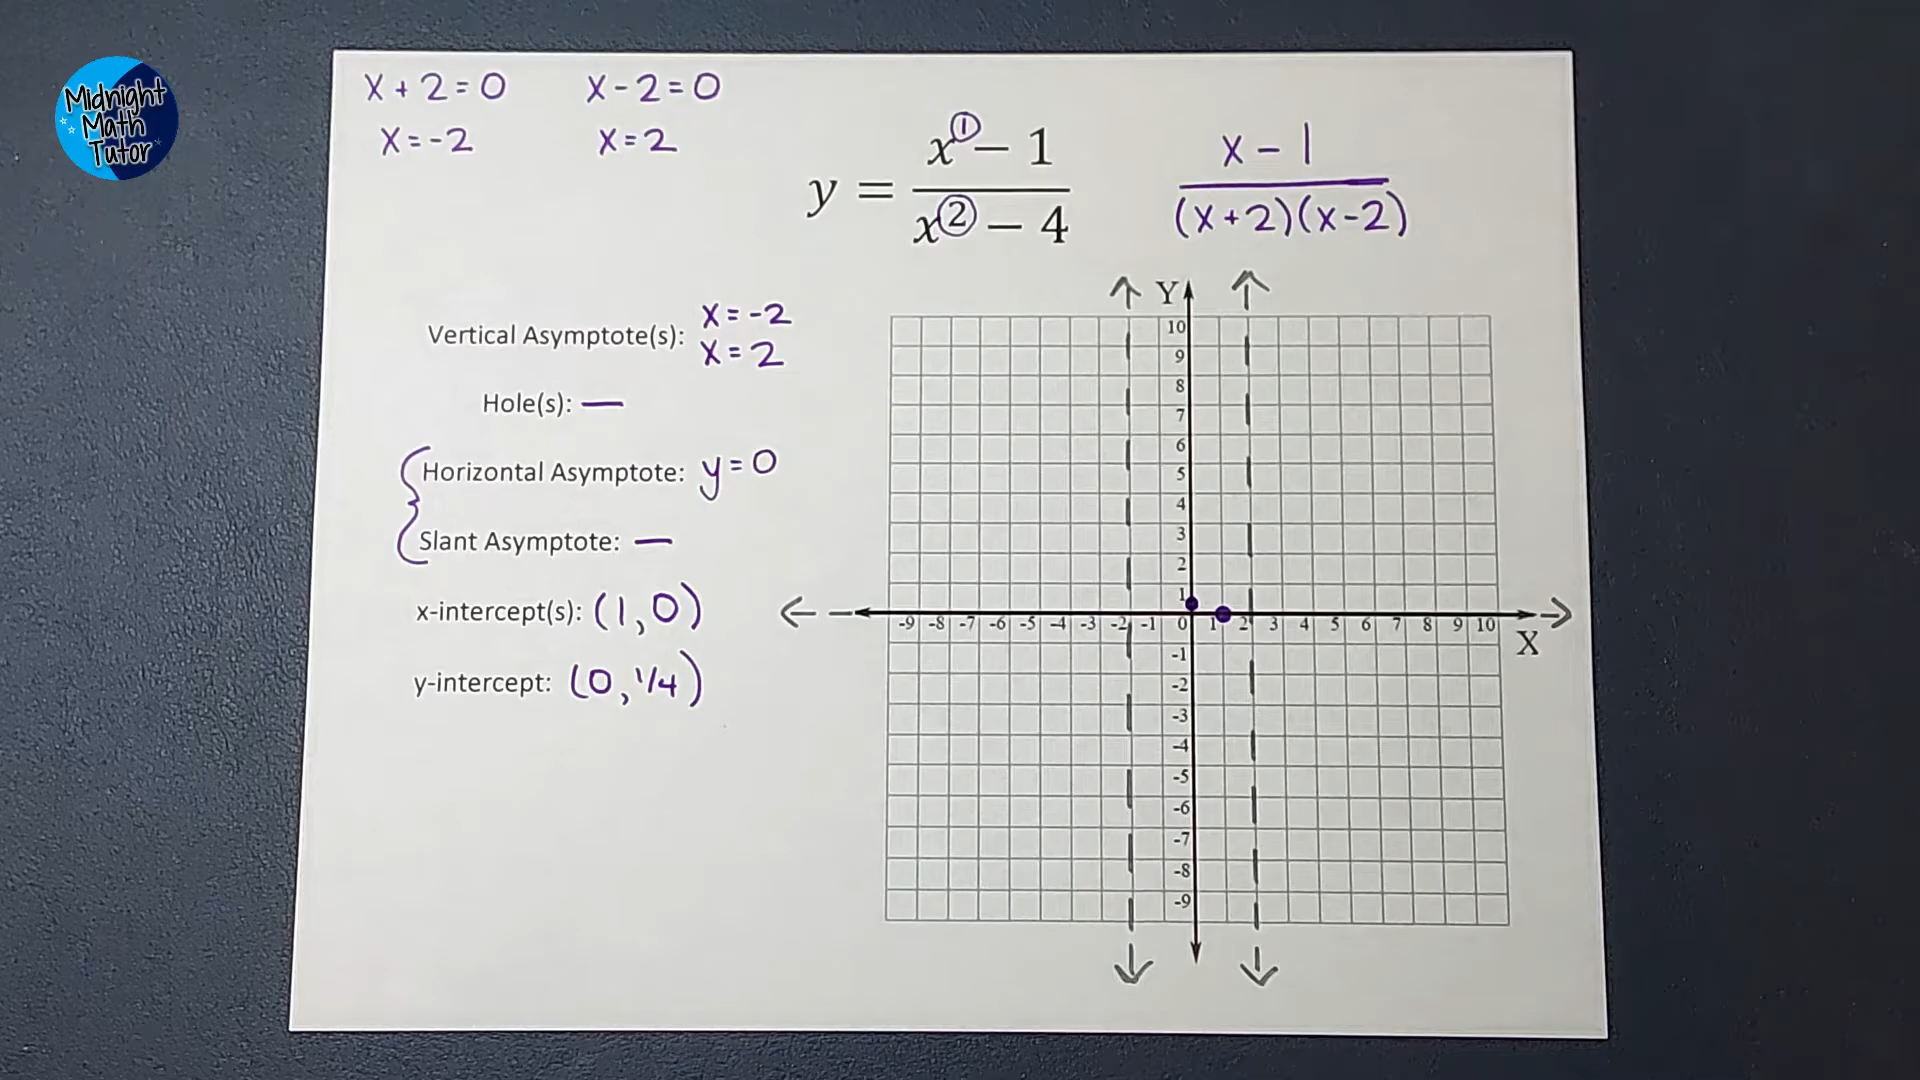 Midnight
Math
Tutor
x + 2 = 0
x = -2
x - 2 = 0
x = 2
y = (x^① − 1)/(x^② − 4)
x - 1
(x+2)(x-2)
Vertical Asymptote(s): x = -2
x = 2
Hole(s): —
Horizontal Asymptote: y = 0
Slant Asymptote: —
x-intercept(s): (1, 0)
y-intercept: (0, 1/4)
Y
10
9
8
7
6
5
4
3
2
1
-9 -8 -7 -6 -5 -4 -3 -2 -1 0 1 2 3 4 5 6 7 8 9 10
X
-1
-2
-3
-4
-5
-6
-7
-8
-9